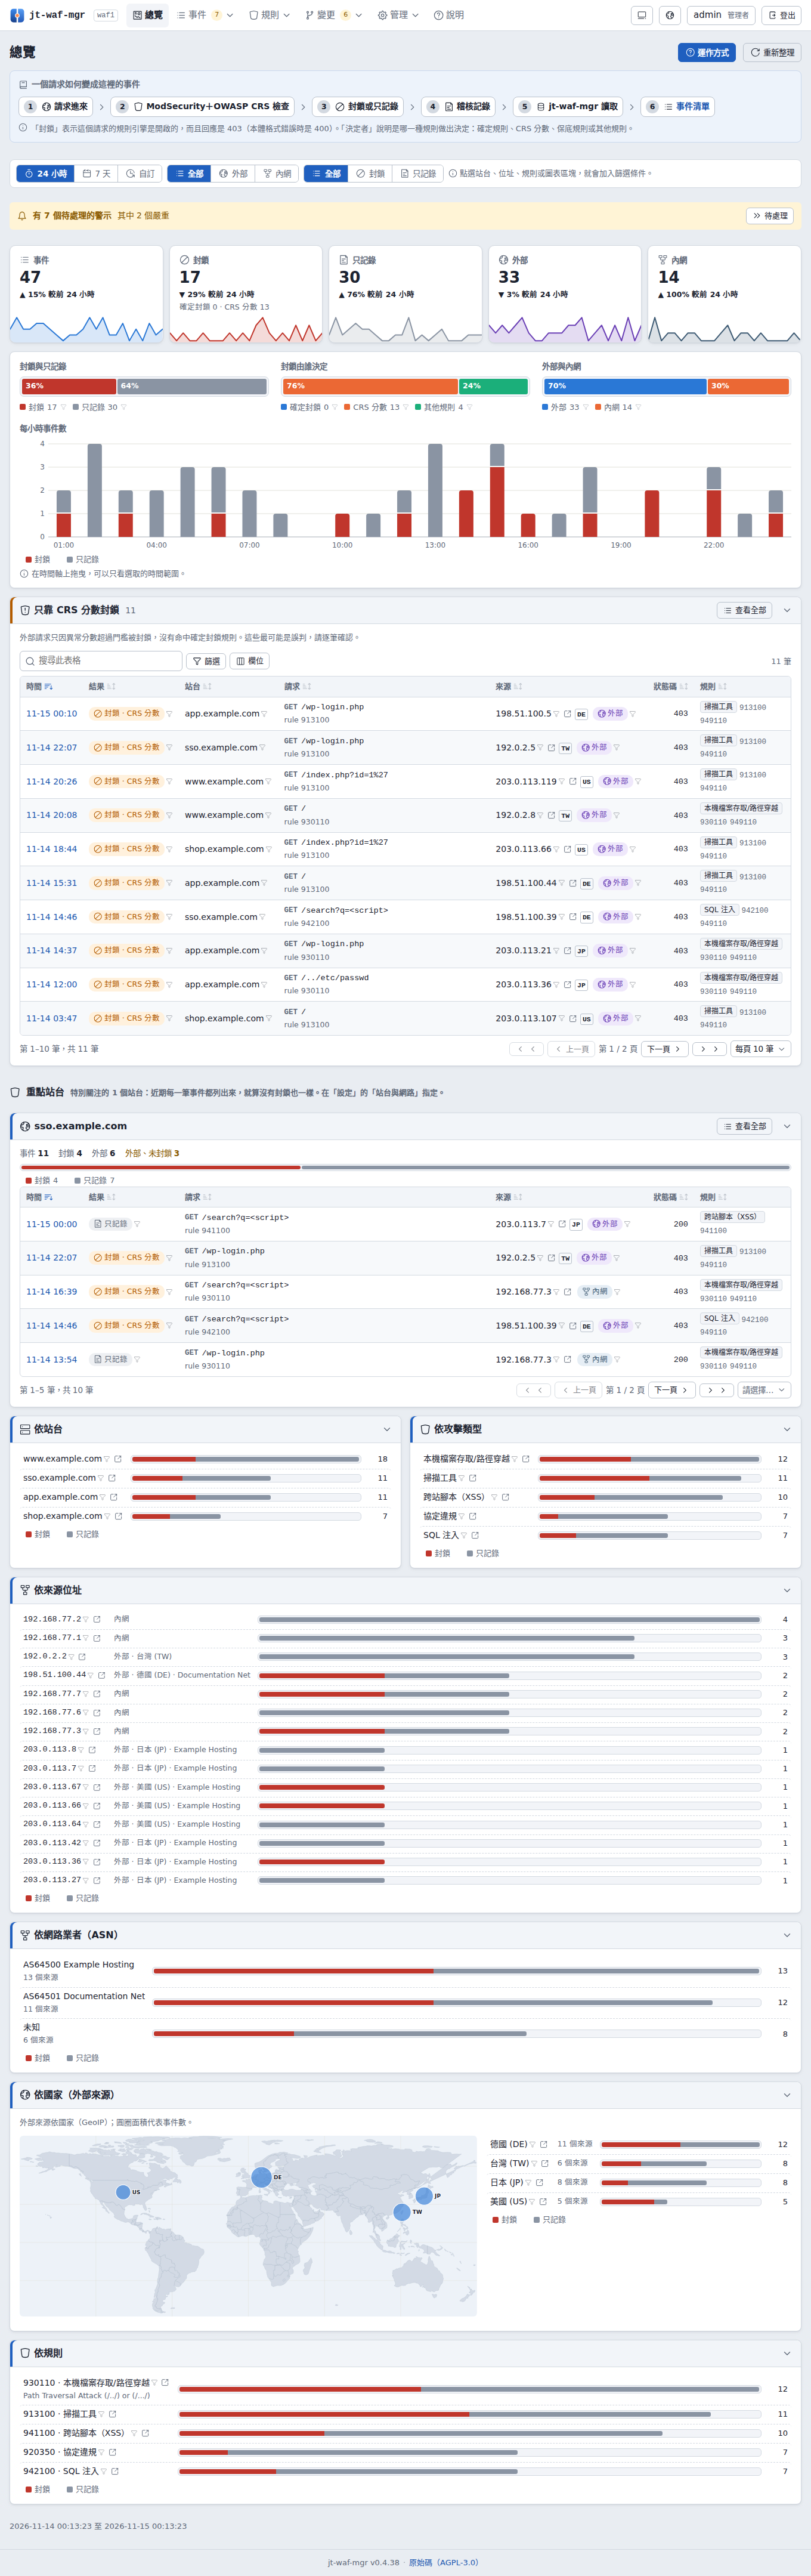 jt-waf-mgr waf1 總覽 事件 7 規則 變更 6 管理 說明 admin 管理者 登出
總覽 運作方式 重新整理
一個請求如何變成這裡的事件
1 請求進來 2 ModSecurity＋OWASP CRS 檢查 3 封鎖或只記錄 4 稽核記錄 5 jt-waf-mgr 讀取 6 事件清單
「封鎖」表示這個請求的規則引擎是開啟的，而且回應是 403（本體格式錯誤時是 400）。「決定者」說明是哪一種規則做出決定：確定規則、CRS 分數、保底規則或其他規則。
24 小時 7 天 自訂 全部 外部 內網 全部 封鎖 只記錄 點選站台、位址、規則或圖表區塊，就會加入篩選條件。
有 7 個待處理的警示 其中 2 個嚴重 待處理
事件 封鎖 只記錄 外部 內網
47 17 30 33 14
▲ 15% 較前 24 小時 ▼ 29% 較前 24 小時 ▲ 76% 較前 24 小時 ▼ 3% 較前 24 小時 ▲ 100% 較前 24 小時
確定封鎖 0 · CRS 分數 13
封鎖與只記錄 封鎖由誰決定 外部與內網
36% 64% 76% 24% 70% 30%
封鎖 17 只記錄 30 確定封鎖 0 CRS 分數 13 其他規則 4 外部 33 內網 14
每小時事件數
4
3
2
1
0
01:00 04:00 07:00 10:00 13:00 16:00 19:00 22:00
封鎖 只記錄
在時間軸上拖曳，可以只看選取的時間範圍。
只靠 CRS 分數封鎖 11 查看全部
外部請求只因異常分數超過門檻被封鎖，沒有命中確定封鎖規則。這些最可能是誤判，請逐筆確認。
搜尋此表格 篩選 欄位 11 筆
時間 結果 站台 請求 來源 狀態碼 規則
11-15 00:10 封鎖 · CRS 分數 app.example.com GET /wp-login.php rule 913100 198.51.100.5 DE 外部 403 掃描工具 913100 949110
11-14 22:07 封鎖 · CRS 分數 sso.example.com GET /wp-login.php rule 913100 192.0.2.5 TW 外部 403 掃描工具 913100 949110
11-14 20:26 封鎖 · CRS 分數 www.example.com GET /index.php?id=1%27 rule 913100 203.0.113.119 US 外部 403 掃描工具 913100 949110
11-14 20:08 封鎖 · CRS 分數 www.example.com GET / rule 930110 192.0.2.8 TW 外部 403 本機檔案存取/路徑穿越 930110 949110
11-14 18:44 封鎖 · CRS 分數 shop.example.com GET /index.php?id=1%27 rule 913100 203.0.113.66 US 外部 403 掃描工具 913100 949110
11-14 15:31 封鎖 · CRS 分數 app.example.com GET / rule 913100 198.51.100.44 DE 外部 403 掃描工具 913100 949110
11-14 14:46 封鎖 · CRS 分數 sso.example.com GET /search?q=<script> rule 942100 198.51.100.39 DE 外部 403 SQL 注入 942100 949110
11-14 14:37 封鎖 · CRS 分數 app.example.com GET /wp-login.php rule 930110 203.0.113.21 JP 外部 403 本機檔案存取/路徑穿越 930110 949110
11-14 12:00 封鎖 · CRS 分數 app.example.com GET /../etc/passwd rule 930110 203.0.113.36 JP 外部 403 本機檔案存取/路徑穿越 930110 949110
11-14 03:47 封鎖 · CRS 分數 shop.example.com GET / rule 913100 203.0.113.107 US 外部 403 掃描工具 913100 949110
第 1–10 筆，共 11 筆 上一頁 第 1 / 2 頁 下一頁 每頁 10 筆
重點站台 特別關注的 1 個站台：近期每一筆事件都列出來，就算沒有封鎖也一樣。在「設定」的「站台與網路」指定。
sso.example.com 查看全部
事件 11 封鎖 4 外部 6 外部、未封鎖 3
封鎖 4 只記錄 7
時間 結果 請求 來源 狀態碼 規則
11-15 00:00 只記錄 GET /search?q=<script> rule 941100 203.0.113.7 JP 外部 200 跨站腳本（XSS） 941100
11-14 22:07 封鎖 · CRS 分數 GET /wp-login.php rule 913100 192.0.2.5 TW 外部 403 掃描工具 913100 949110
11-14 16:39 封鎖 · CRS 分數 GET /search?q=<script> rule 930110 192.168.77.3 內網 403 本機檔案存取/路徑穿越 930110 949110
11-14 14:46 封鎖 · CRS 分數 GET /search?q=<script> rule 942100 198.51.100.39 DE 外部 403 SQL 注入 942100 949110
11-14 13:54 只記錄 GET /wp-login.php rule 930110 192.168.77.3 內網 200 本機檔案存取/路徑穿越 930110 949110
第 1–5 筆，共 10 筆 上一頁 第 1 / 2 頁 下一頁 請選擇…
依站台
www.example.com 18
sso.example.com 11
app.example.com 11
shop.example.com 7
封鎖 只記錄
依攻擊類型
本機檔案存取/路徑穿越 12
掃描工具 11
跨站腳本（XSS） 10
協定違規 7
SQL 注入 7
封鎖 只記錄
依來源位址
192.168.77.2 內網 4
192.168.77.1 內網 3
192.0.2.2 外部 · 台灣 (TW) 3
198.51.100.44 外部 · 德國 (DE) · Documentation Net 2
192.168.77.7 內網 2
192.168.77.6 內網 2
192.168.77.3 內網 2
203.0.113.8 外部 · 日本 (JP) · Example Hosting 1
203.0.113.7 外部 · 日本 (JP) · Example Hosting 1
203.0.113.67 外部 · 美國 (US) · Example Hosting 1
203.0.113.66 外部 · 美國 (US) · Example Hosting 1
203.0.113.64 外部 · 美國 (US) · Example Hosting 1
203.0.113.42 外部 · 日本 (JP) · Example Hosting 1
203.0.113.36 外部 · 日本 (JP) · Example Hosting 1
203.0.113.27 外部 · 日本 (JP) · Example Hosting 1
封鎖 只記錄
依網路業者（ASN）
AS64500 Example Hosting 13
13 個來源
AS64501 Documentation Net 12
11 個來源
未知 8
6 個來源
封鎖 只記錄
依國家（外部來源）
外部來源依國家（GeoIP）；圓圈面積代表事件數。
US DE JP TW
德國 (DE) 11 個來源 12
台灣 (TW) 6 個來源 8
日本 (JP) 8 個來源 8
美國 (US) 5 個來源 5
封鎖 只記錄
依規則
930110 · 本機檔案存取/路徑穿越 12
Path Traversal Attack (/../) or (/.../)
913100 · 掃描工具 11
941100 · 跨站腳本（XSS） 10
920350 · 協定違規 7
942100 · SQL 注入 7
封鎖 只記錄
2026-11-14 00:13:23 至 2026-11-15 00:13:23
jt-waf-mgr v0.4.38 · 原始碼（AGPL-3.0）